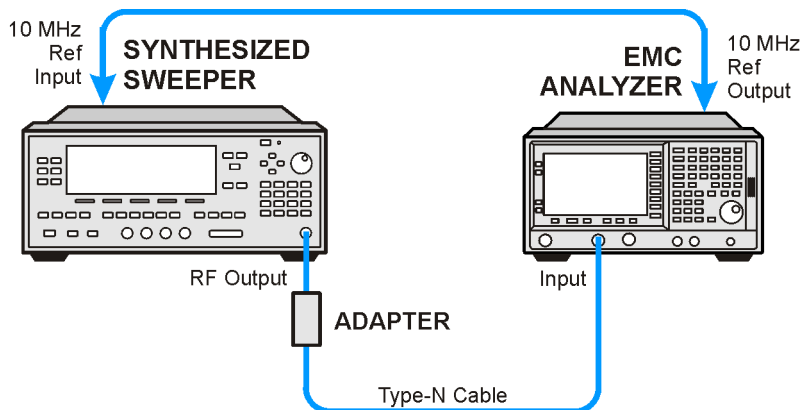 10 MHz
Ref
Input
SYNTHESIZED
SWEEPER
EMC
ANALYZER
10 MHz
Ref
Output
RF Output
Input
ADAPTER
Type-N Cable